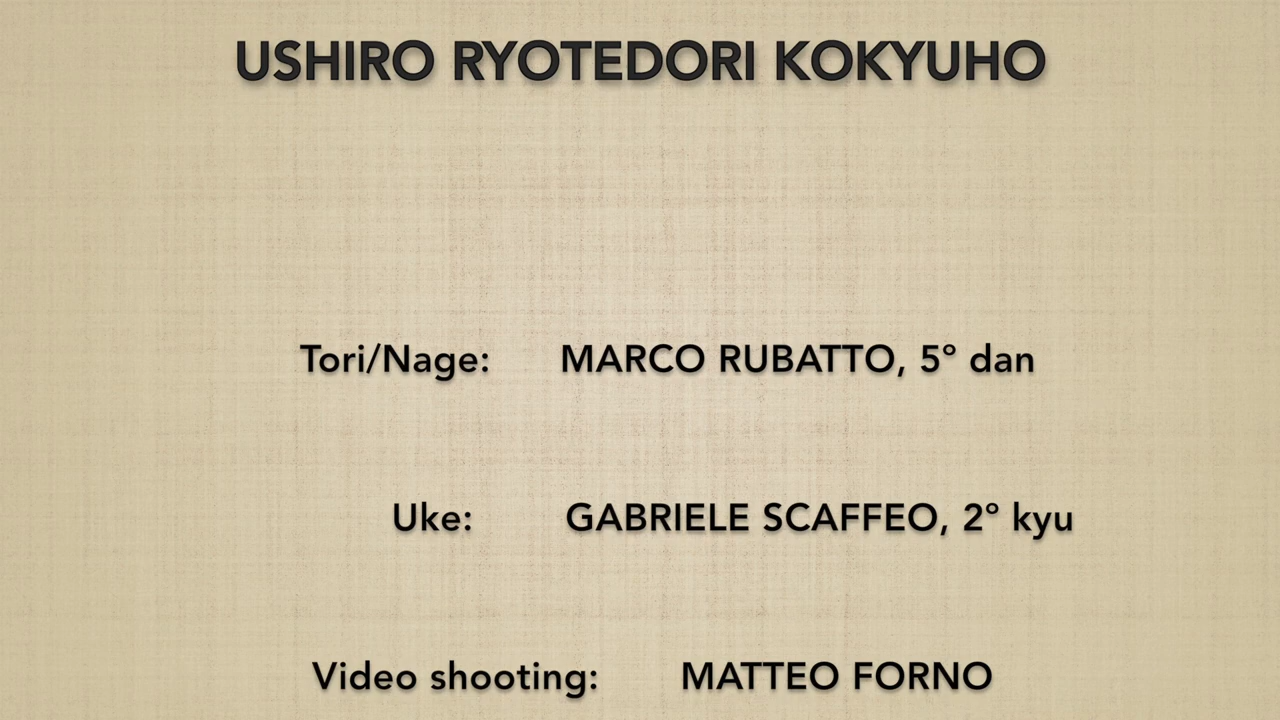 USHIRO RYOTEDORI KOKYUHO
Tori/Nage: MARCO RUBATTO, 5° dan
Uke: GABRIELE SCAFFEO, 2° kyu
Video shooting: MATTEO FORNO